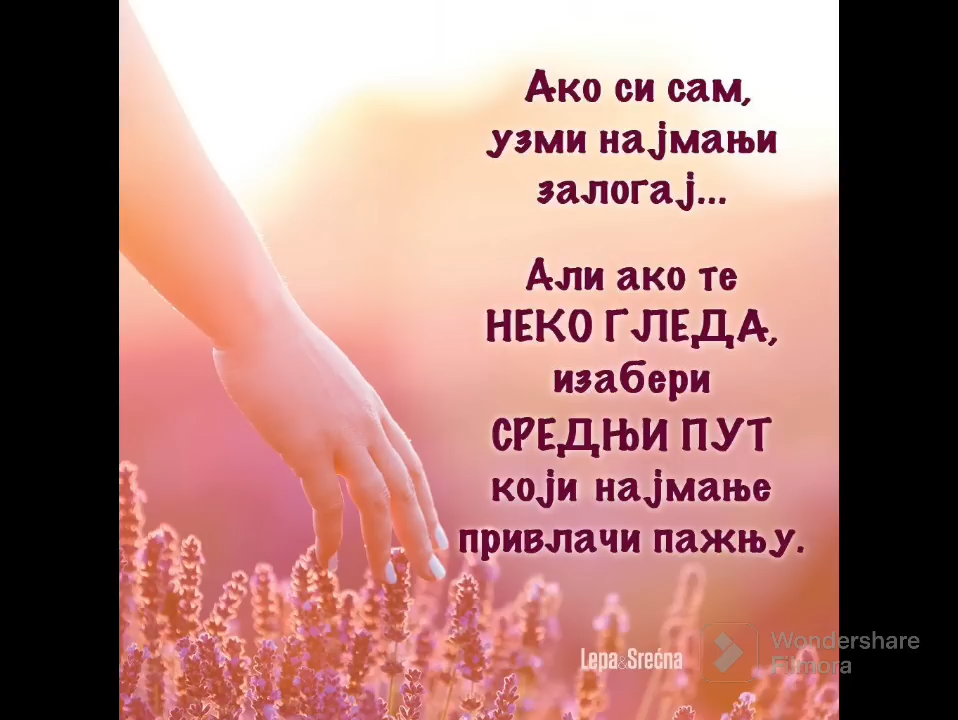 Ако си сам,
узми најмањи
залогај...
Али ако те
НЕКО ГЛЕДА,
изабери
СРЕДЊИ ПУТ
који најмање
привлачи пажњу.
Lepa&Srećna
Wondershare
Filmora